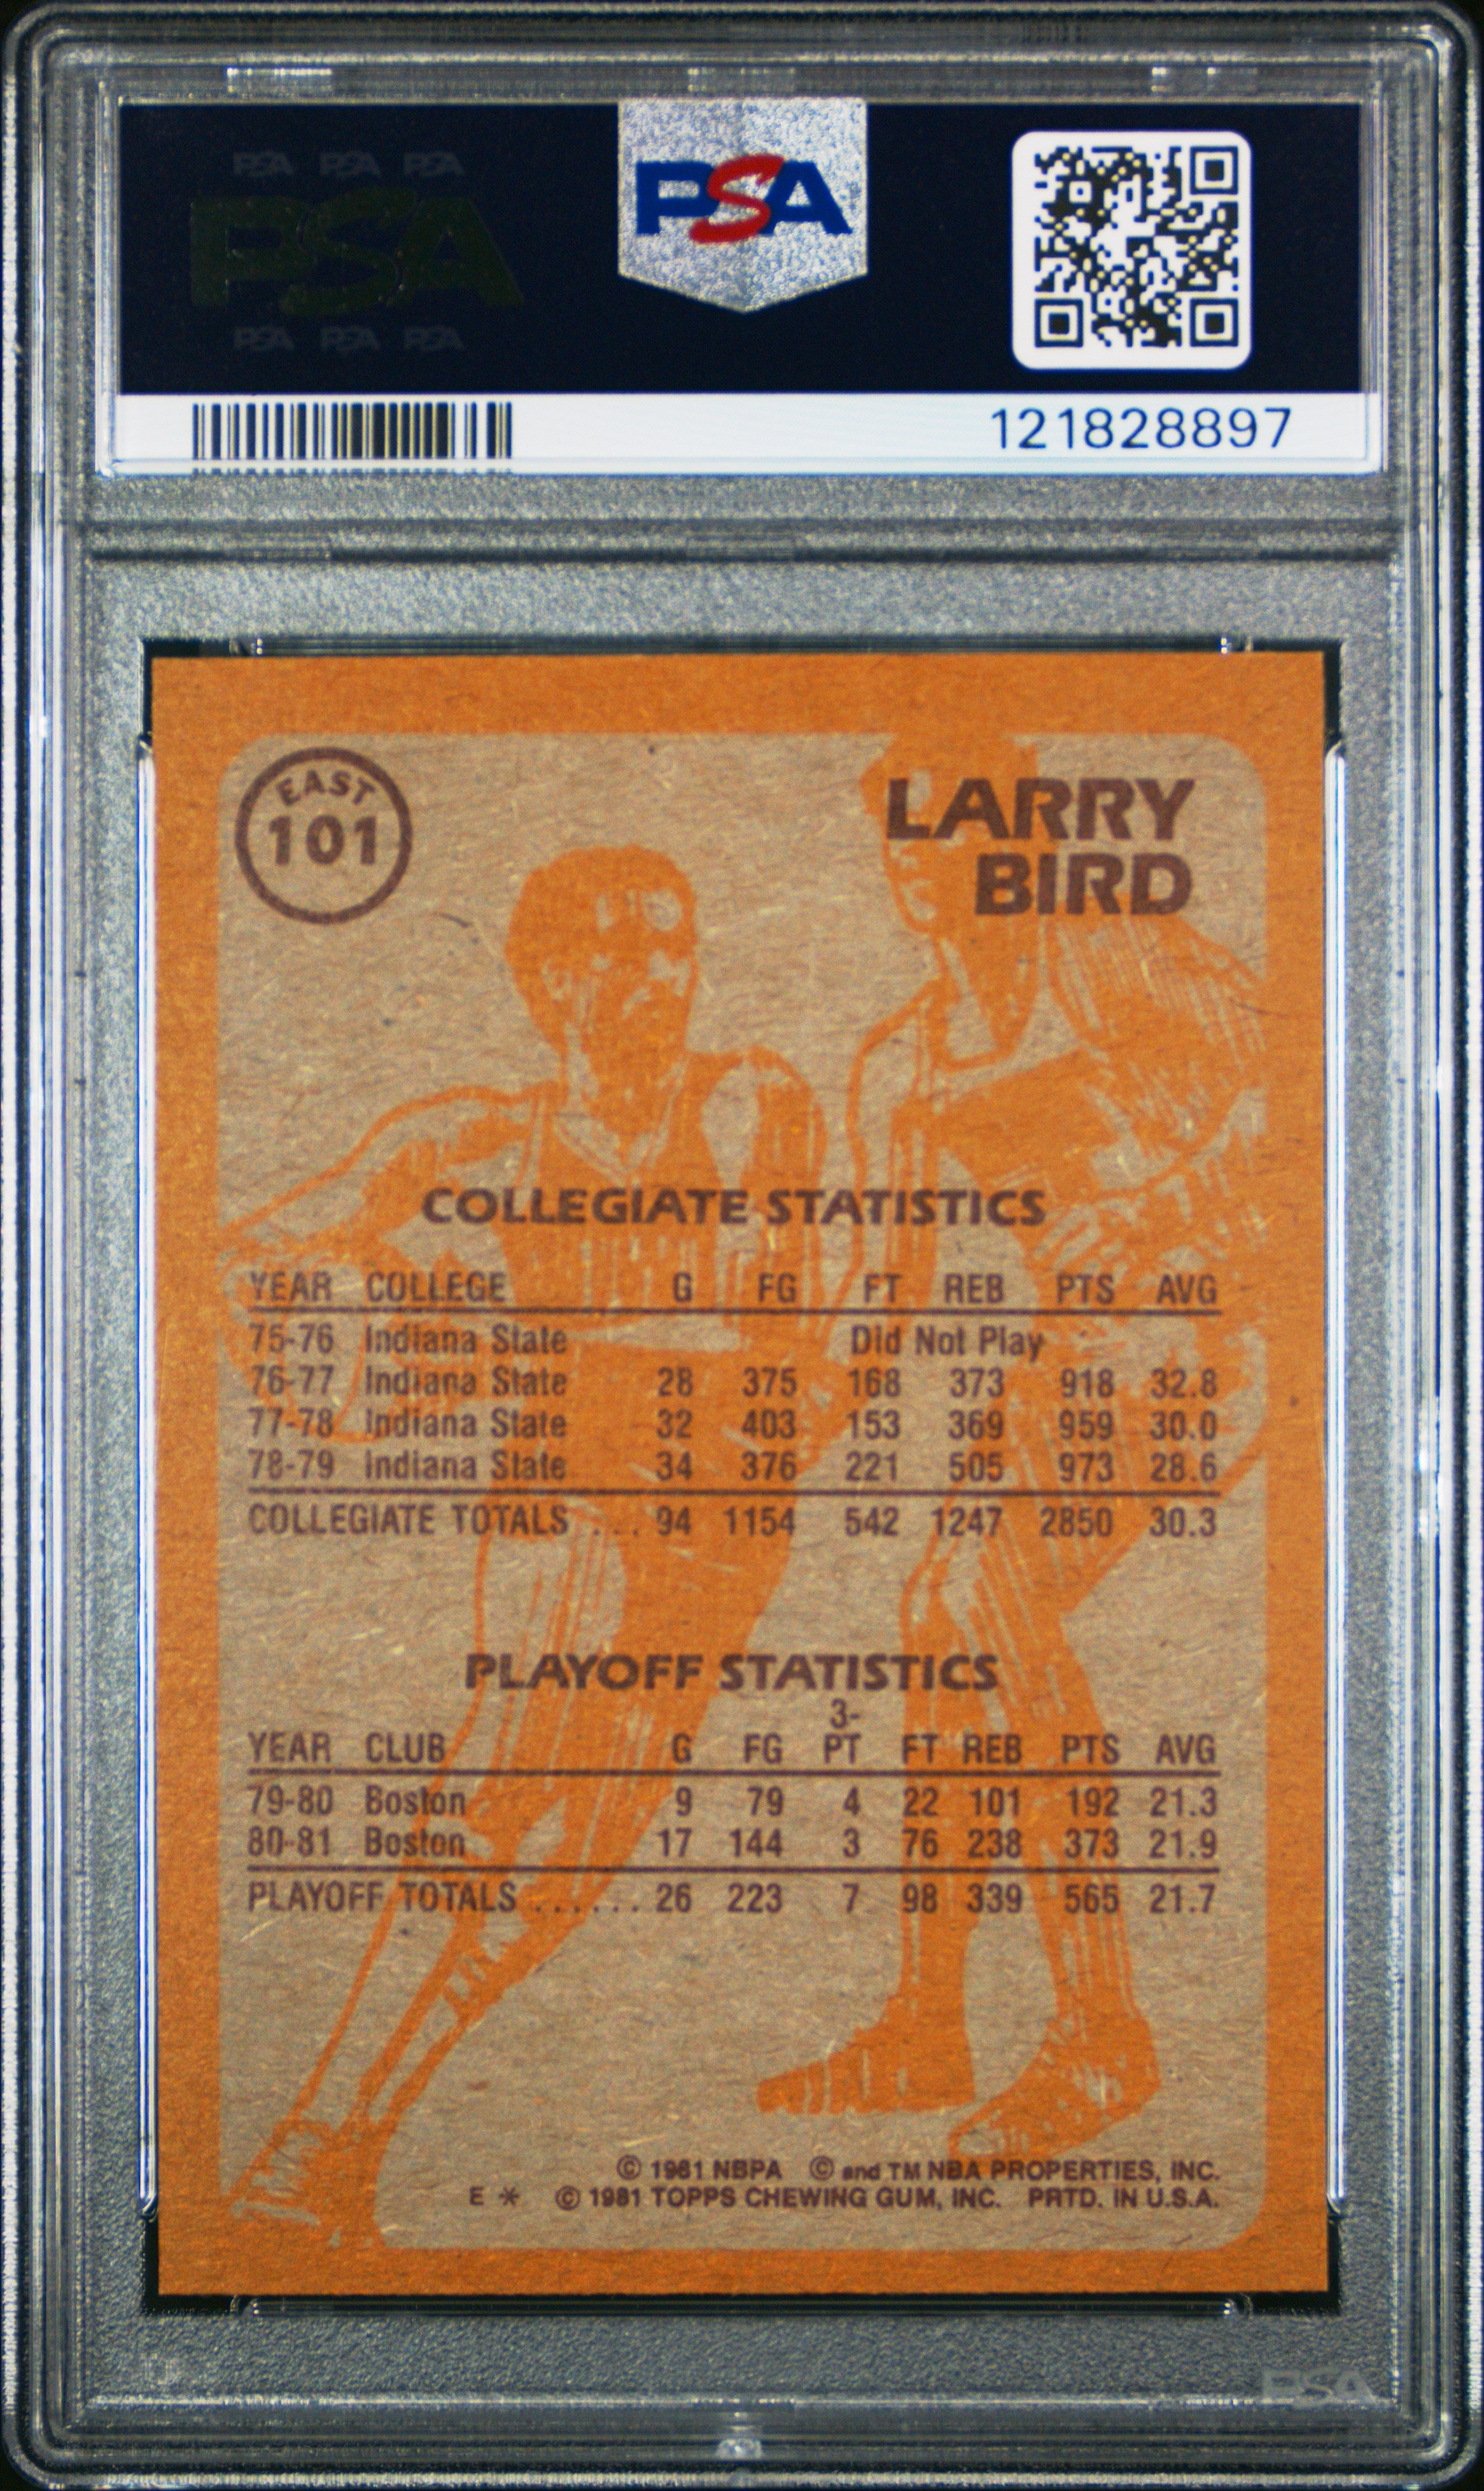 PSA PSA PSA
PSA
PSA PSA PSA
PSA
121828897
EAST
101
LARRY
BIRD
COLLEGIATE STATISTICS
YEAR COLLEGE G FG FT REB PTS AVG
75-76 Indiana State Did Not Play
76-77 Indiana State 28 375 168 373 918 32.8
77-78 Indiana State 32 403 153 369 959 30.0
78-79 Indiana State 34 376 221 505 973 28.6
COLLEGIATE TOTALS ... 94 1154 542 1247 2850 30.3
PLAYOFF STATISTICS
3-
YEAR CLUB G FG PT FT REB PTS AVG
79-80 Boston 9 79 4 22 101 192 21.3
80-81 Boston 17 144 3 76 238 373 21.9
PLAYOFF TOTALS ...... 26 223 7 98 339 565 21.7
© 1981 NBPA © and TM NBA PROPERTIES, INC.
E * © 1981 TOPPS CHEWING GUM, INC. PRTD. IN U.S.A.
PSA